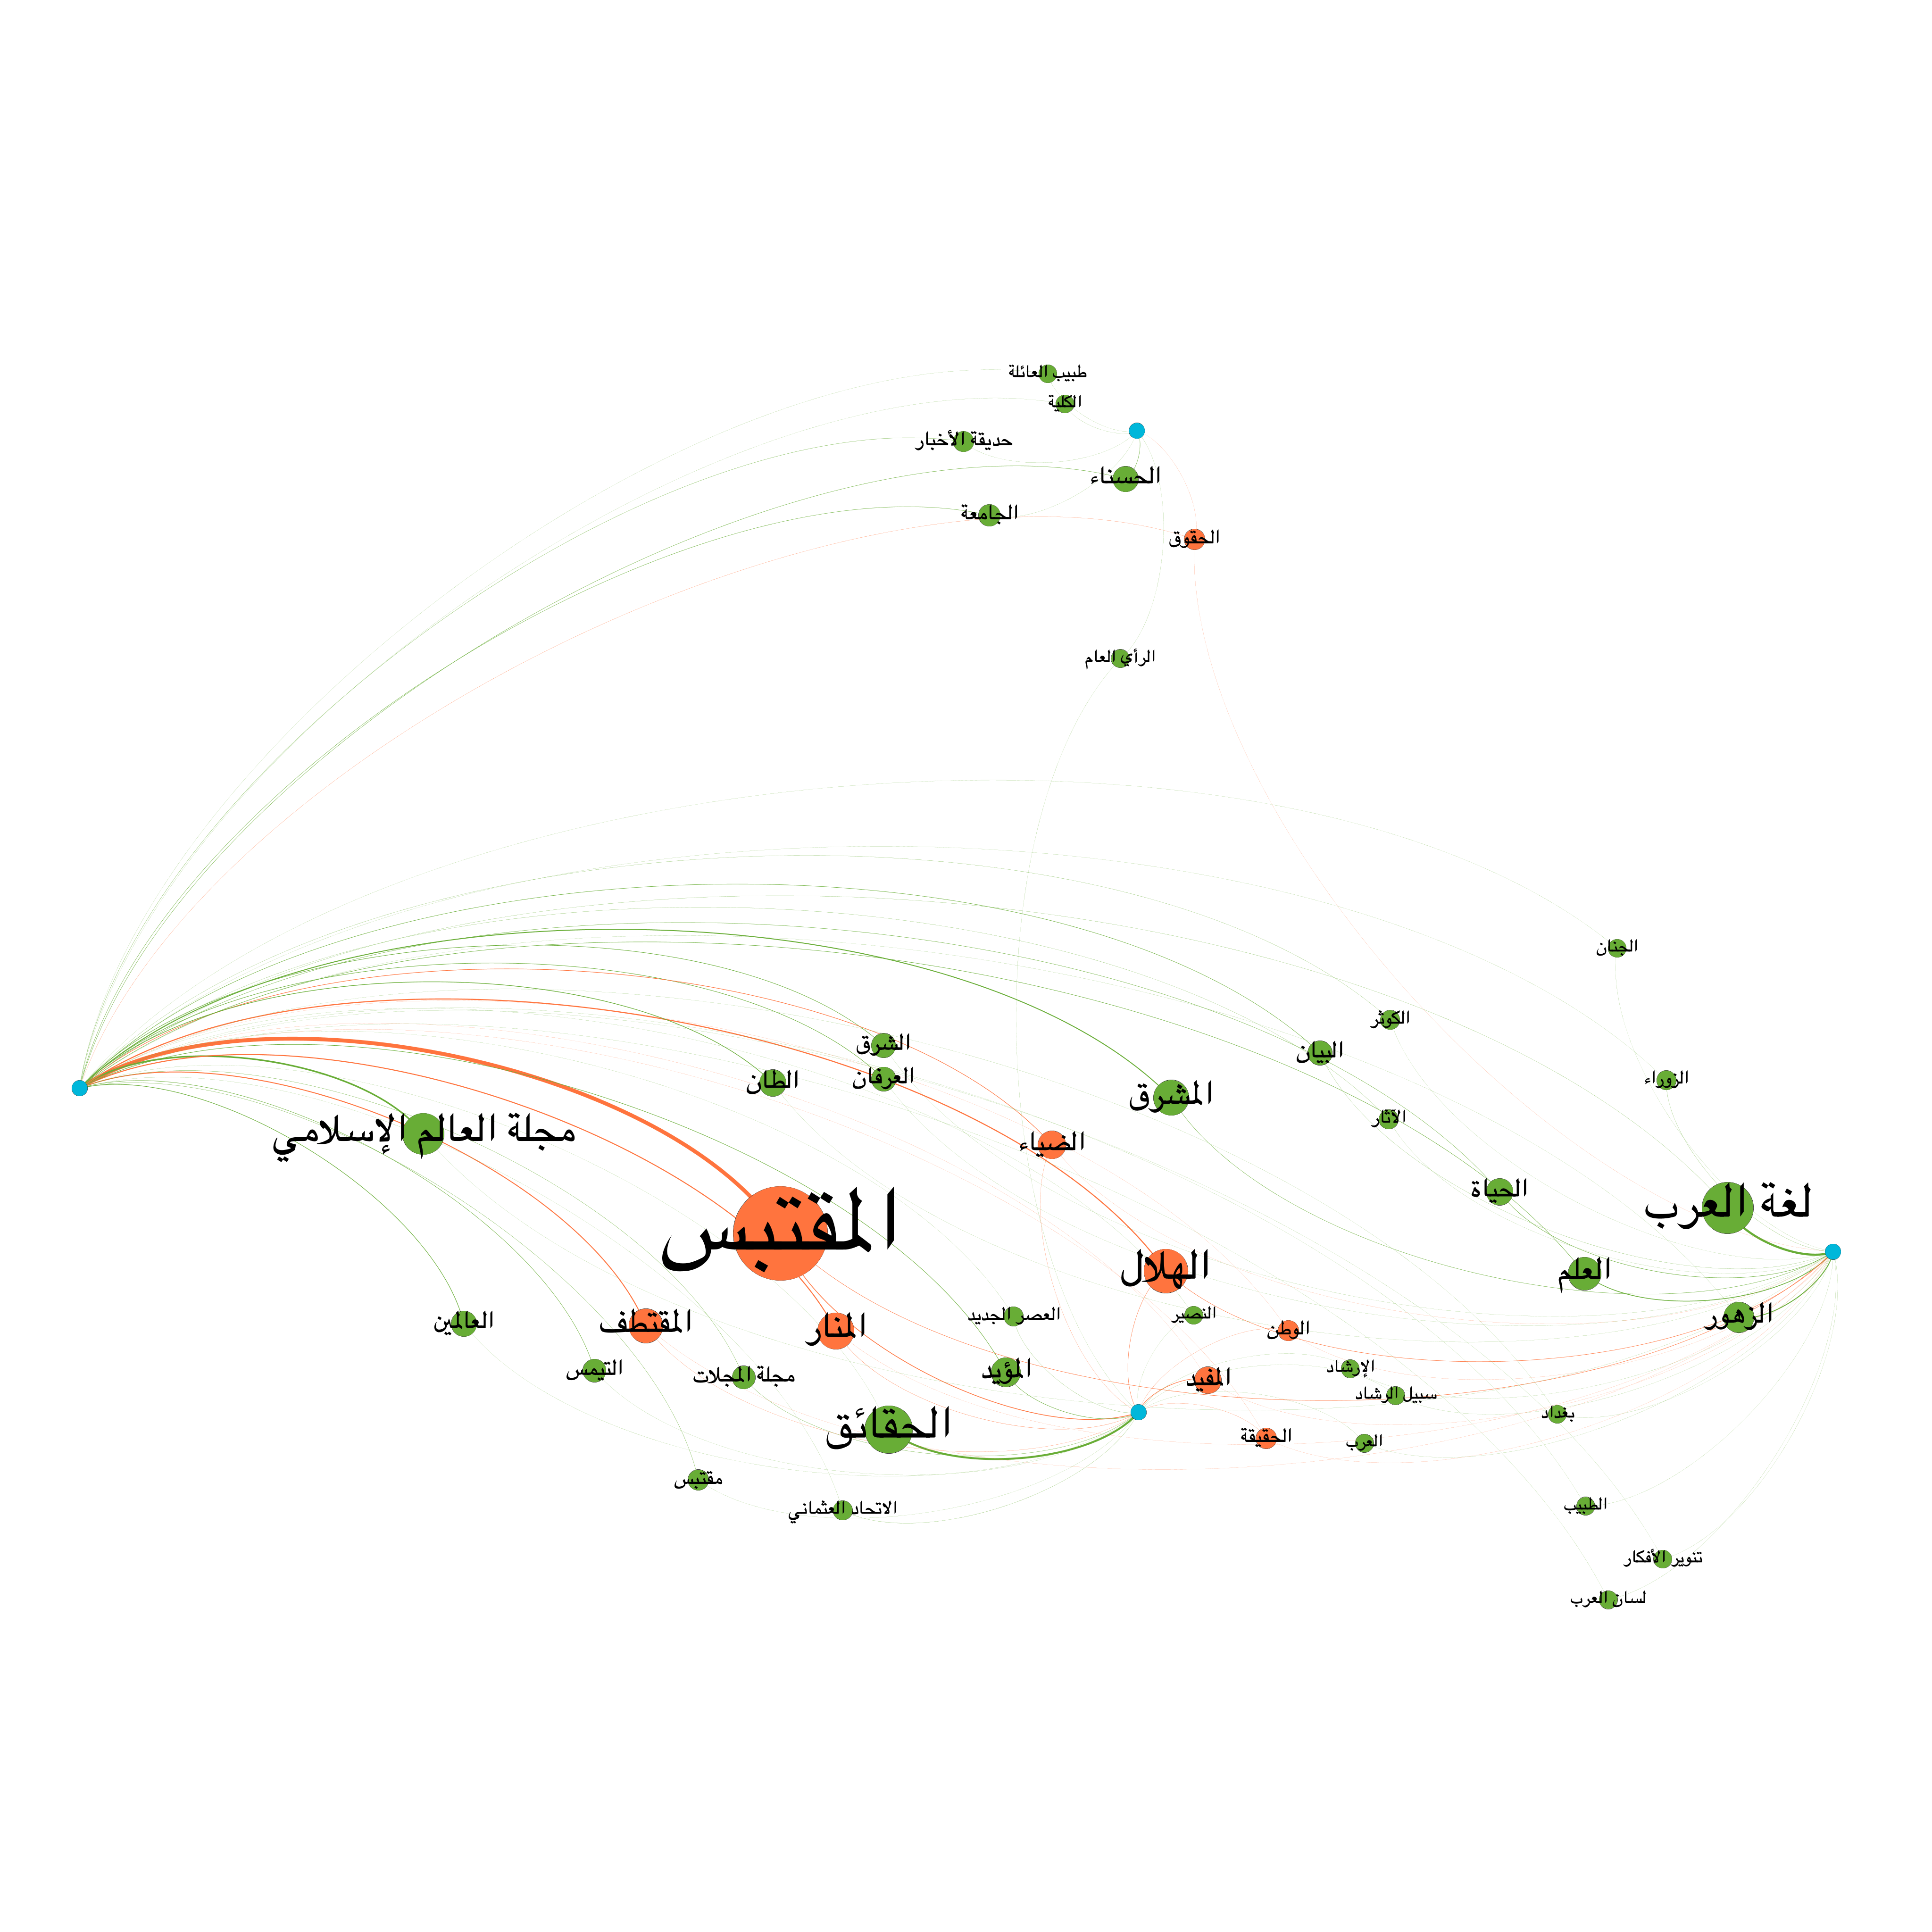 طبيب العائلة
الكلية
حديقة الأخبار
الحسناء
الجامعة
الحقوق
الرأي العام
الجنان
الكوثر
الشرق
البيان
العرفان
الطان
الزوراء
المشرق
الآثار
مجلة العالم الإسلامي
الضياء
الحياة
لغة العرب
المقتبس
الهلال
العلم
النصير
العصر الجديد
الزهور
العالمين
المقتطف
المنار
الوطن
الإرشاد
التيمس
المؤيد
مجلة المجلات
المفيد
سبيل الرشاد
بغداد
الحقائق
الحقيقة
العرب
مقتبس
الطبيب
الاتحاد العثماني
تنوير الأفكار
لسان العرب